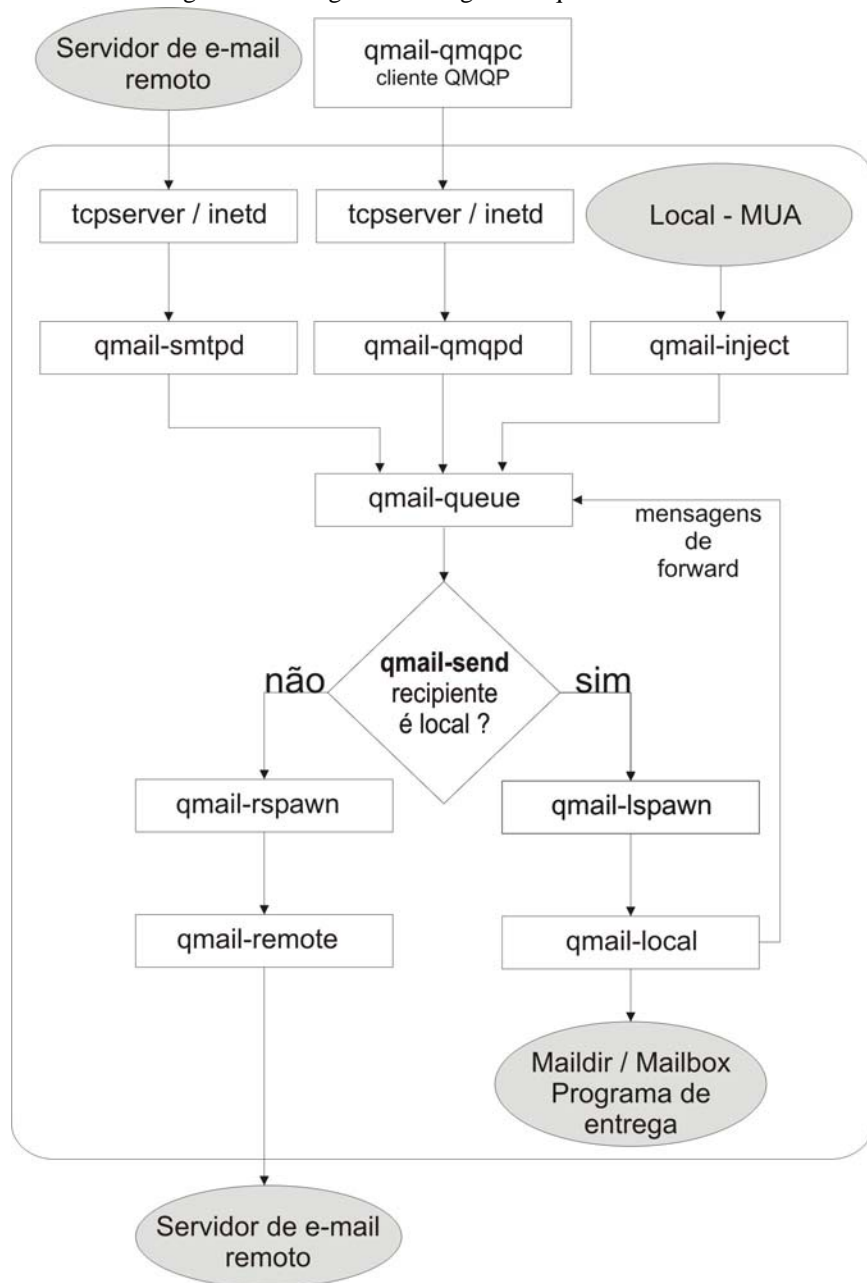 Servidor de e-mail
remoto
qmail-qmqpc
cliente QMQP
tcpserver / inetd
tcpserver / inetd
Local - MUA
qmail-smtpd
qmail-qmqpd
qmail-inject
qmail-queue
mensagens
de
forward
não
qmail-send
recipiente
é local ?
sim
qmail-rspawn
qmail-lspawn
qmail-remote
qmail-local
Maildir / Mailbox
Programa de
entrega
Servidor de e-mail
remoto